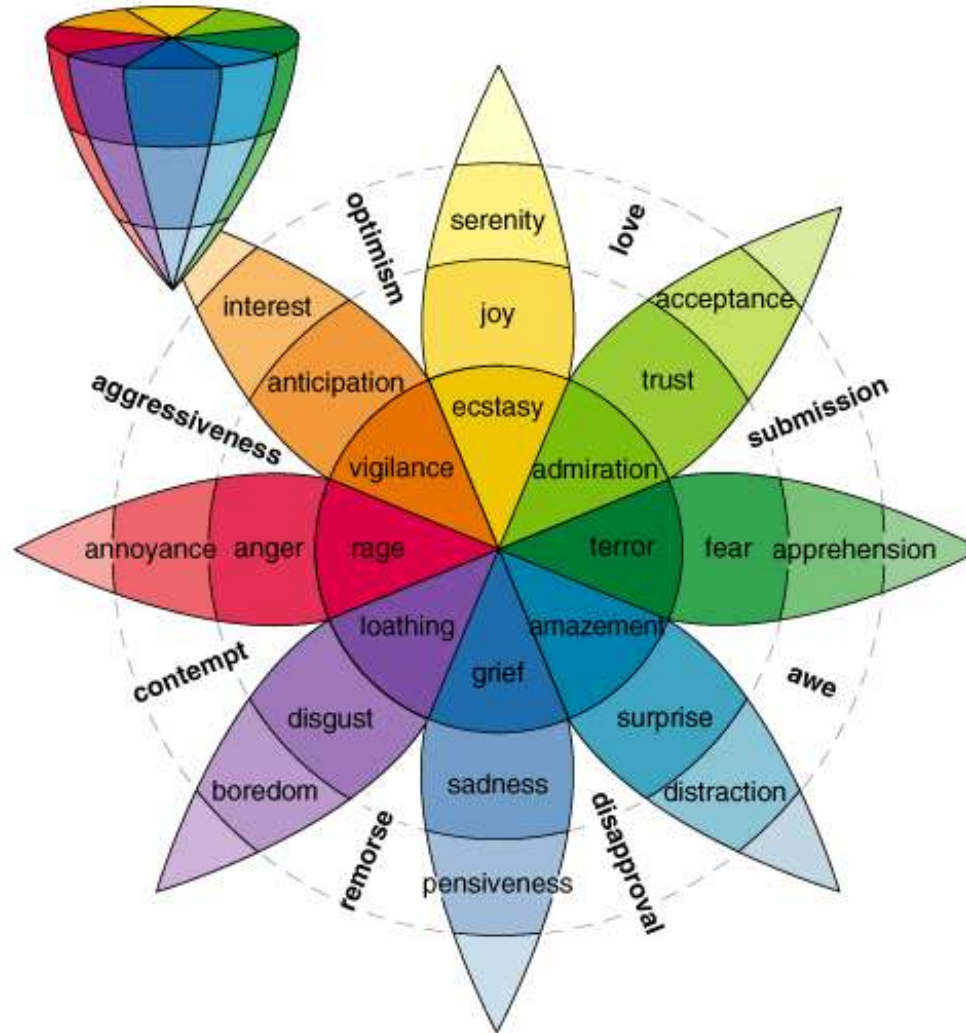 optimism
love
serenity
interest
acceptance
joy
anticipation
trust
aggressiveness
submission
ecstasy
vigilance
admiration
annoyance anger rage terror fear apprehension
loathing
amazement
contempt
grief
awe
disgust
surprise
boredom
sadness
distraction
remorse
disapproval
pensiveness